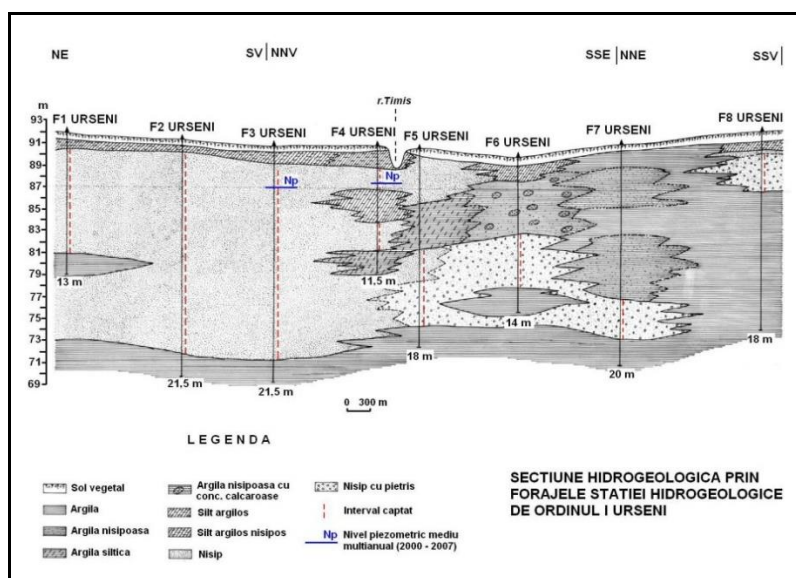 NE SV NNV SSE NNE SSV
r.Timis
m
F1 URSENI F2 URSENI F3 URSENI F4 URSENI F5 URSENI F6 URSENI F7 URSENI F8 URSENI
93
91
89
87
85
83
81
79
77
75
73
71
69
Np Np
13 m 11.5 m
14 m
18 m 18 m
21,5 m 21,5 m 20 m
0 300 m
LEGENDA
Sol vegetal
Argila
Argila nisipoasa
Argila siltica
Argila nisipoasa cu
conc. calcaroase
Silt argilos
Silt argilos nisipos
Nisip
Nisip cu pietris
Interval captat
Np Nivel piezometric mediu
multianual (2000 - 2007)
SECTIUNE HIDROGEOLOGICA PRIN
FORAJELE STATIEI HIDROGEOLOGICE
DE ORDINUL I URSENI